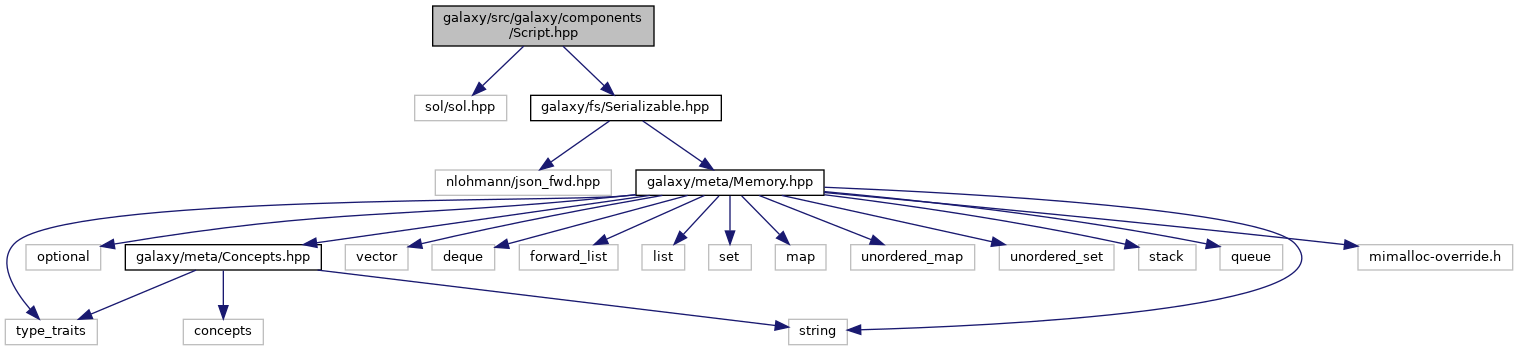 galaxy/src/galaxy/components
/Script.hpp
sol/sol.hpp
galaxy/fs/Serializable.hpp
nlohmann/json_fwd.hpp
galaxy/meta/Memory.hpp
optional
galaxy/meta/Concepts.hpp
vector
deque
forward_list
list
set
map
unordered_map
unordered_set
stack
queue
mimalloc-override.h
type_traits
concepts
string